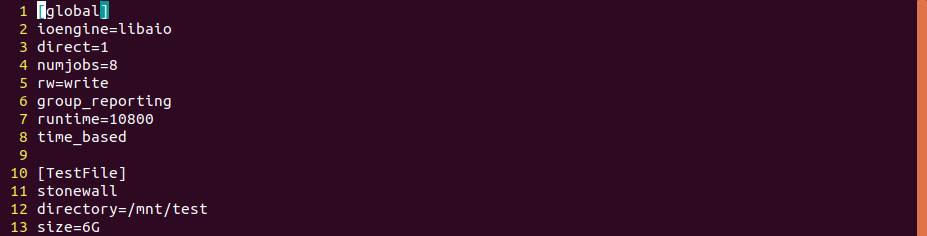 1 [global]
2 ioengine=libaio
3 direct=1
4 numjobs=8
5 rw=write
6 group_reporting
7 runtime=10800
8 time_based
9
10 [TestFile]
11 stonewall
12 directory=/mnt/test
13 size=6G